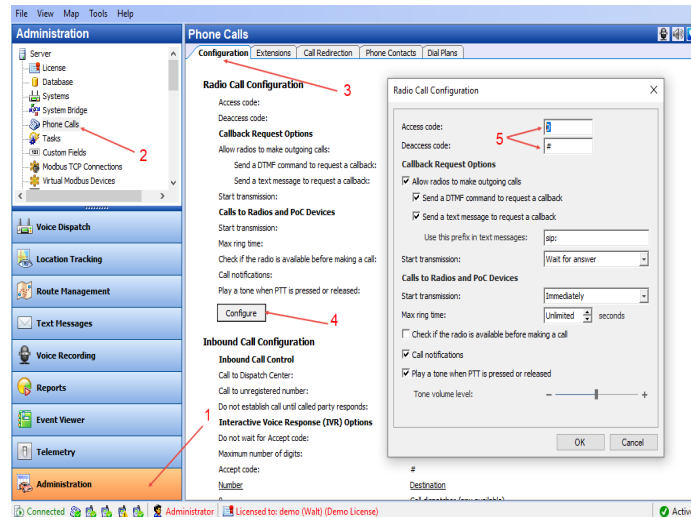 File View Map Tools Help
Administration
Server
License
Database
Systems
System Bridge
Phone Calls
Tasks
Custom Fields
Modbus TCP Connections
Virtual Modbus Devices
2
Voice Dispatch
Location Tracking
Route Management
Text Messages
Voice Recording
Reports
Event Viewer
Telemetry
Administration
1
Phone Calls
Configuration Extensions Call Redirection Phone Contacts Dial Plans
3
Radio Call Configuration
Access code:
Deaccess code:
Callback Request Options
Allow radios to make outgoing calls:
Send a DTMF command to request a callback:
Send a text message to request a callback:
Start transmission:
Calls to Radios and PoC Devices
Start transmission:
Max ring time:
Check if the radio is available before making a call:
Call notifications:
Play a tone when PTT is pressed or released:
Configure
4
Inbound Call Configuration
Inbound Call Control
Call to Dispatch Center:
Call to unregistered number:
Do not establish call until called party responds:
Interactive Voice Response (IVR) Options
Do not wait for Accept code:
Maximum number of digits:
Accept code: #
Number Destination
Radio Call Configuration
Access code:
5
Deaccess code: #
Callback Request Options
Allow radios to make outgoing calls
Send a DTMF command to request a callback
Send a text message to request a callback
Use this prefix in text messages: sip:
Start transmission: Wait for answer
Calls to Radios and PoC Devices
Start transmission: Immediately
Max ring time: Unlimited seconds
Check if the radio is available before making a call
Call notifications
Play a tone when PTT is pressed or released
Tone volume level: - +
OK Cancel
Connected Administrator Licensed to: demo (Walt) (Demo License)